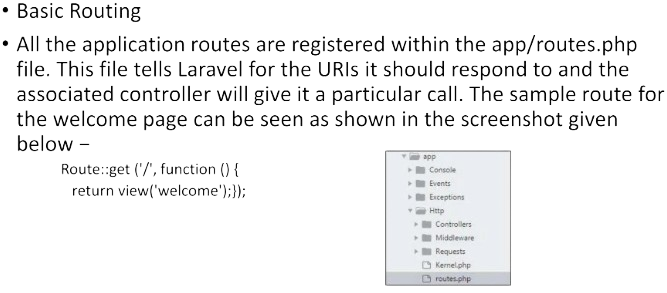 • Basic Routing
• All the application routes are registered within the app/routes.php
file. This file tells Laravel for the URIs it should respond to and the
associated controller will give it a particular call. The sample route for
the welcome page can be seen as shown in the screenshot given
below −
Route::get ('/', function () {
return view('welcome');});
app
Console
Events
Exceptions
Http
Controllers
Middleware
Requests
Kernel.php
routes.php